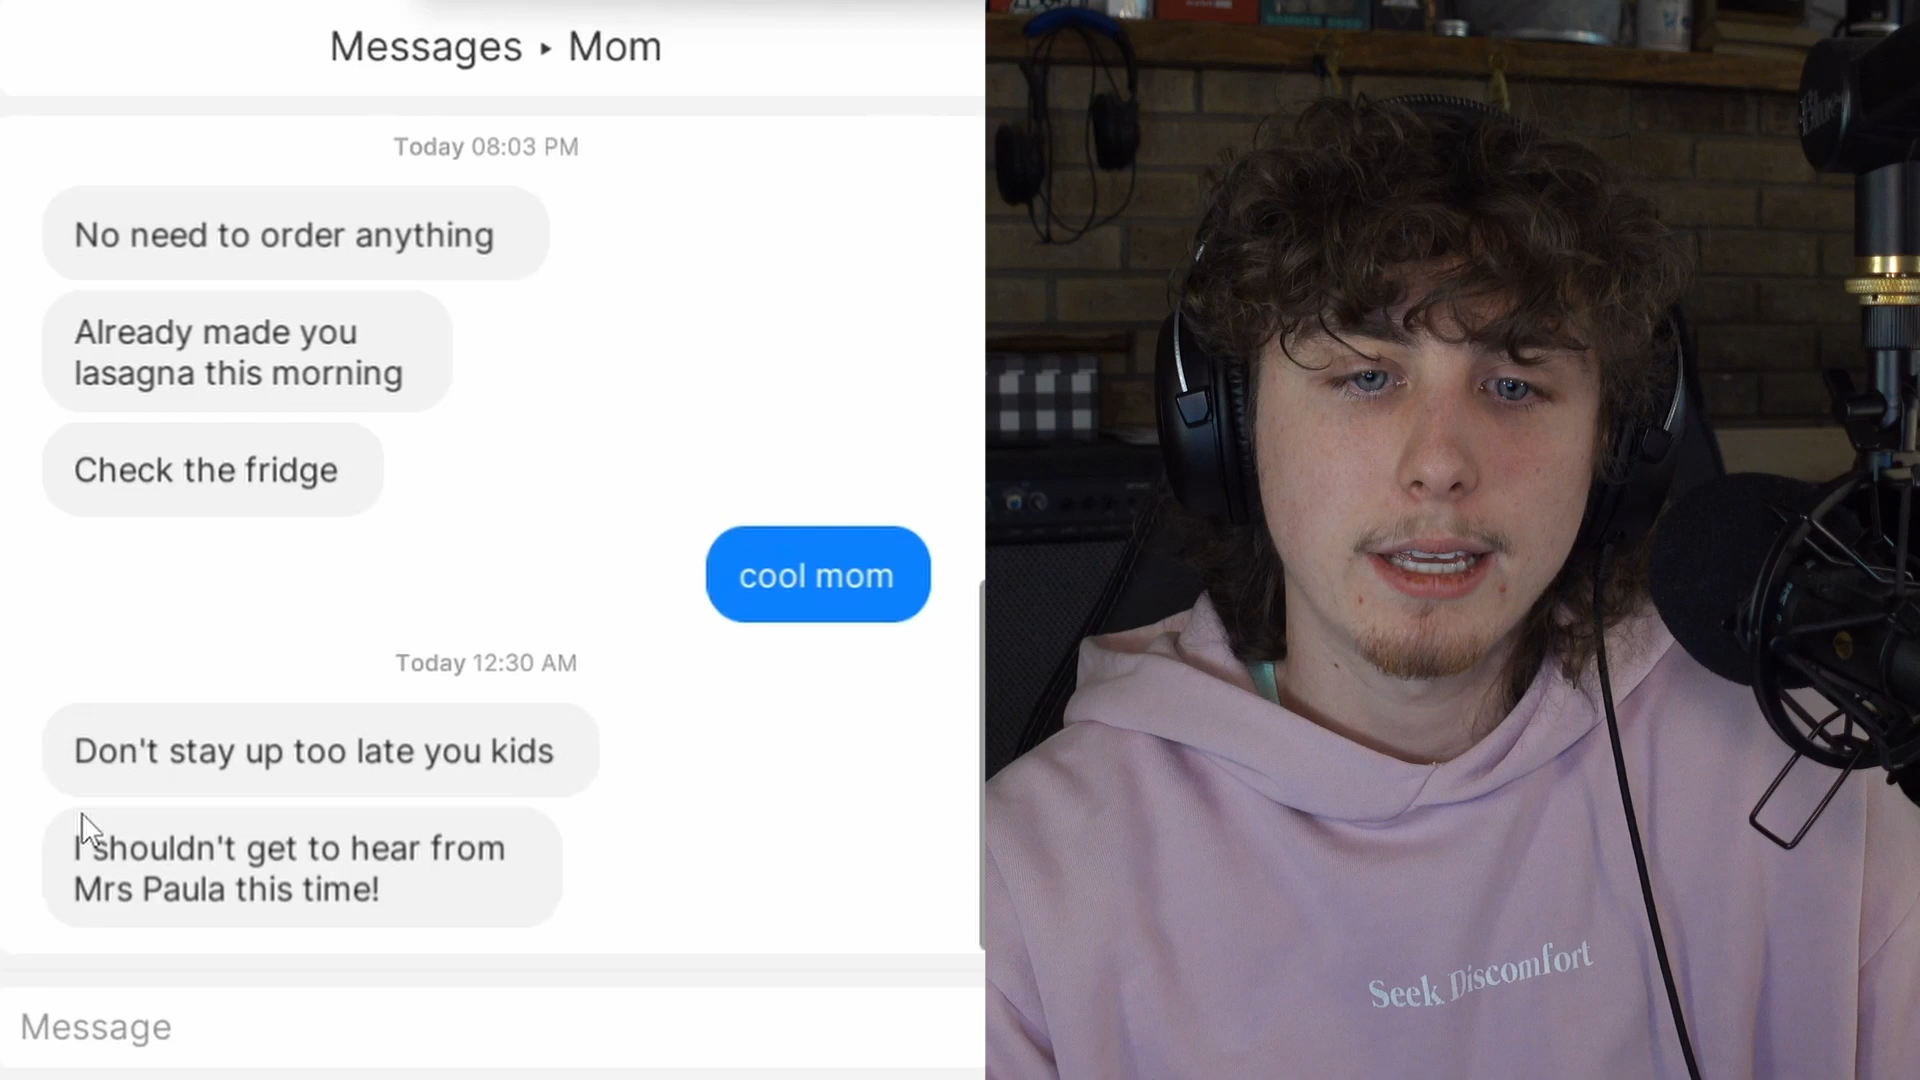 Messages ▸ Mom
Today 08:03 PM
No need to order anything
Already made you
lasagna this morning
Check the fridge
cool mom
Today 12:30 AM
Don't stay up too late you kids
I shouldn't get to hear from
Mrs Paula this time!
Message
Blue
Seek Discomfort